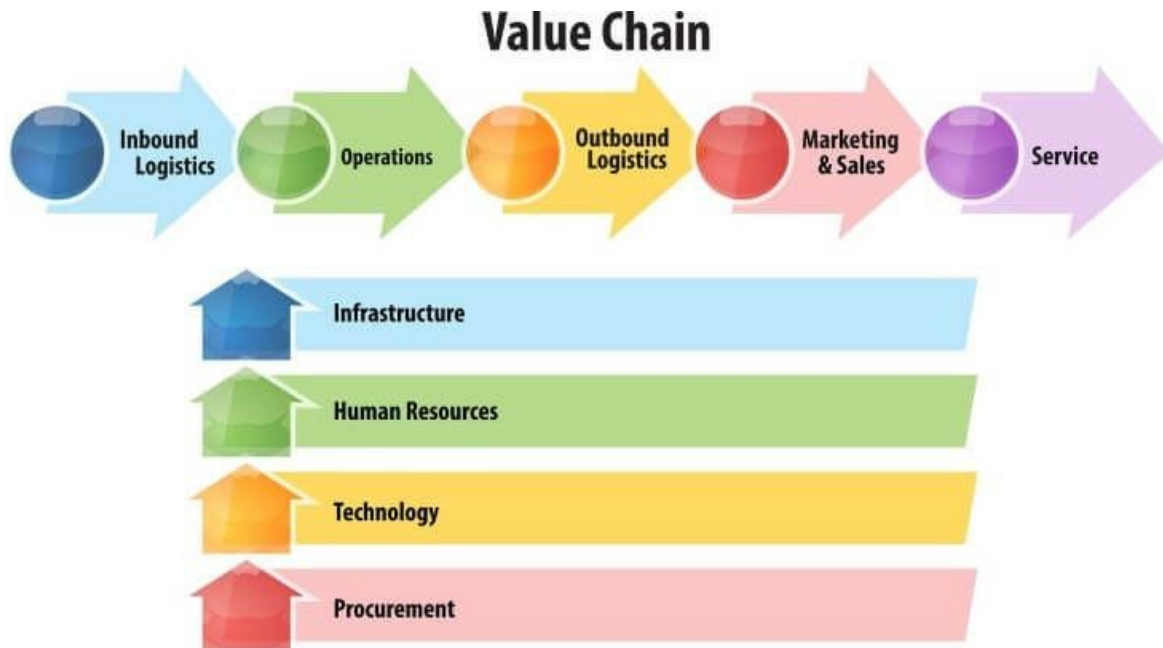 Value Chain
Inbound
Logistics
Operations
Outbound
Logistics
Marketing
& Sales
Service
Infrastructure
Human Resources
Technology
Procurement